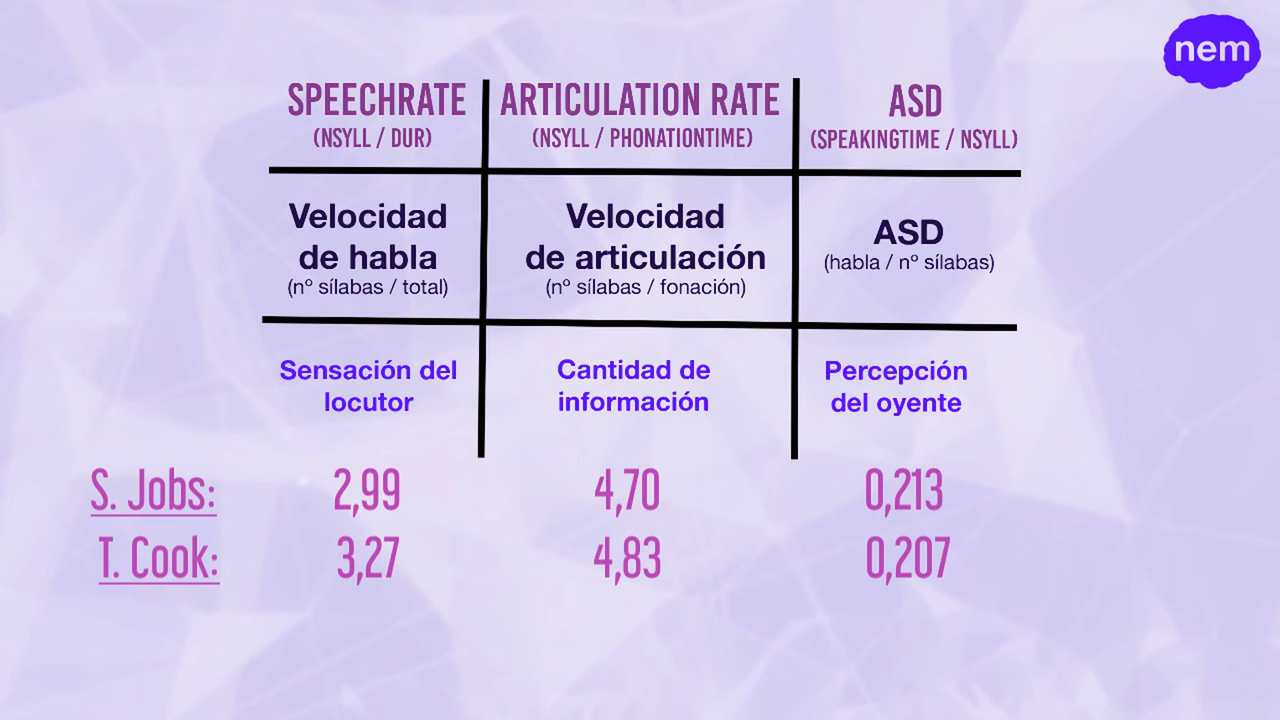 nem
SPEECHRATE
(NSYLL / DUR)
ARTICULATION RATE
(NSYLL / PHONATIONTIME)
ASD
(SPEAKINGTIME / NSYLL)
Velocidad
de habla
(nº sílabas / total)
Velocidad
de articulación
(nº sílabas / fonación)
ASD
(habla / nº sílabas)
Sensación del
locutor
Cantidad de
información
Percepción
del oyente
S. Jobs: 2,99 4,70 0,213
T. Cook: 3,27 4,83 0,207